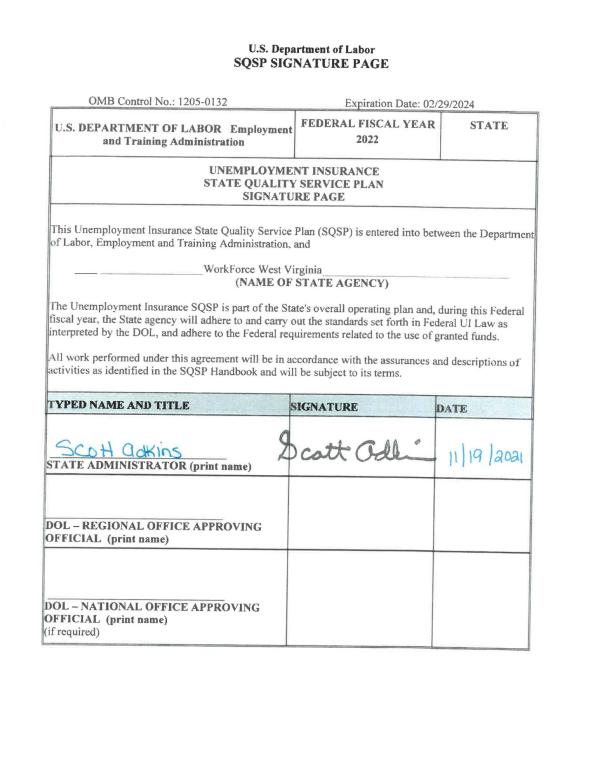 U.S. Department of Labor
SQSP SIGNATURE PAGE
OMB Control No.: 1205-0132 Expiration Date: 02/29/2024
U.S. DEPARTMENT OF LABOR Employment
and Training Administration
FEDERAL FISCAL YEAR
2022
STATE
UNEMPLOYMENT INSURANCE
STATE QUALITY SERVICE PLAN
SIGNATURE PAGE
This Unemployment Insurance State Quality Service Plan (SQSP) is entered into between the Department
of Labor, Employment and Training Administration, and
WorkForce West Virginia
(NAME OF STATE AGENCY)
The Unemployment Insurance SQSP is part of the State's overall operating plan and, during this Federal
fiscal year, the State agency will adhere to and carry out the standards set forth in Federal UI Law as
interpreted by the DOL, and adhere to the Federal requirements related to the use of granted funds.
All work performed under this agreement will be in accordance with the assurances and descriptions of
activities as identified in the SQSP Handbook and will be subject to its terms.
TYPED NAME AND TITLE SIGNATURE DATE
Scott Adkins
STATE ADMINISTRATOR (print name)
Scott Adkins
11/19/2021
DOL – REGIONAL OFFICE APPROVING
OFFICIAL (print name)
DOL – NATIONAL OFFICE APPROVING
OFFICIAL (print name)
(if required)